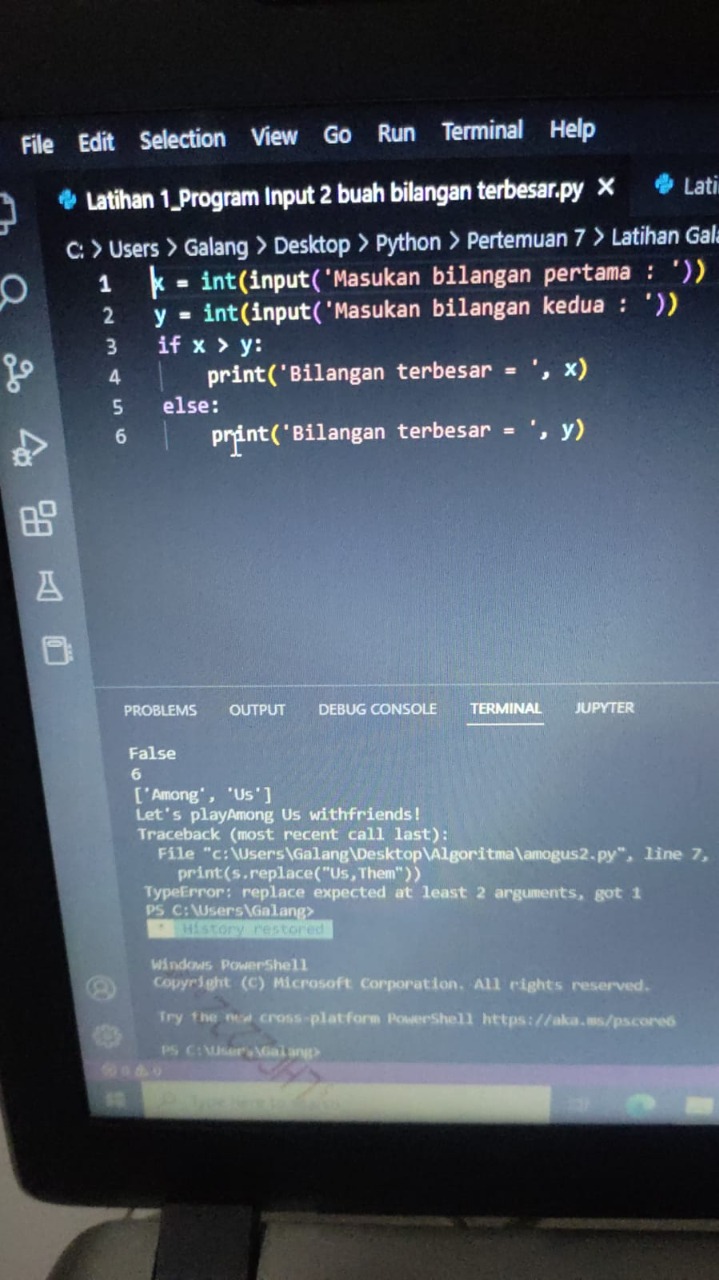 File Edit Selection View Go Run Terminal Help
Latihan 1_Program Input 2 buah bilangan terbesar.py × Lati
C: > Users > Galang > Desktop > Python > Pertemuan 7 > Latihan Gala
1 x = int(input('Masukan bilangan pertama : '))
2 y = int(input('Masukan bilangan kedua : '))
3 if x > y:
4 print('Bilangan terbesar = ', x)
5 else:
6 print('Bilangan terbesar = ', y)
PROBLEMS OUTPUT DEBUG CONSOLE TERMINAL JUPYTER
False
6
['Among', 'Us']
Let's playAmong Us withfriends!
Traceback (most recent call last):
File "c:\Users\Galang\Desktop\Algoritma\amogus2.py", line 7,
print(s.replace("Us,Them"))
TypeError: replace expected at least 2 arguments, got 1
PS C:\Users\Galang>
* History restored
Windows PowerShell
Copyright (C) Microsoft Corporation. All rights reserved.
Try the new cross-platform PowerShell https://aka.ms/pscore6
PS C:\Users\Galang>
0 0
Type here to